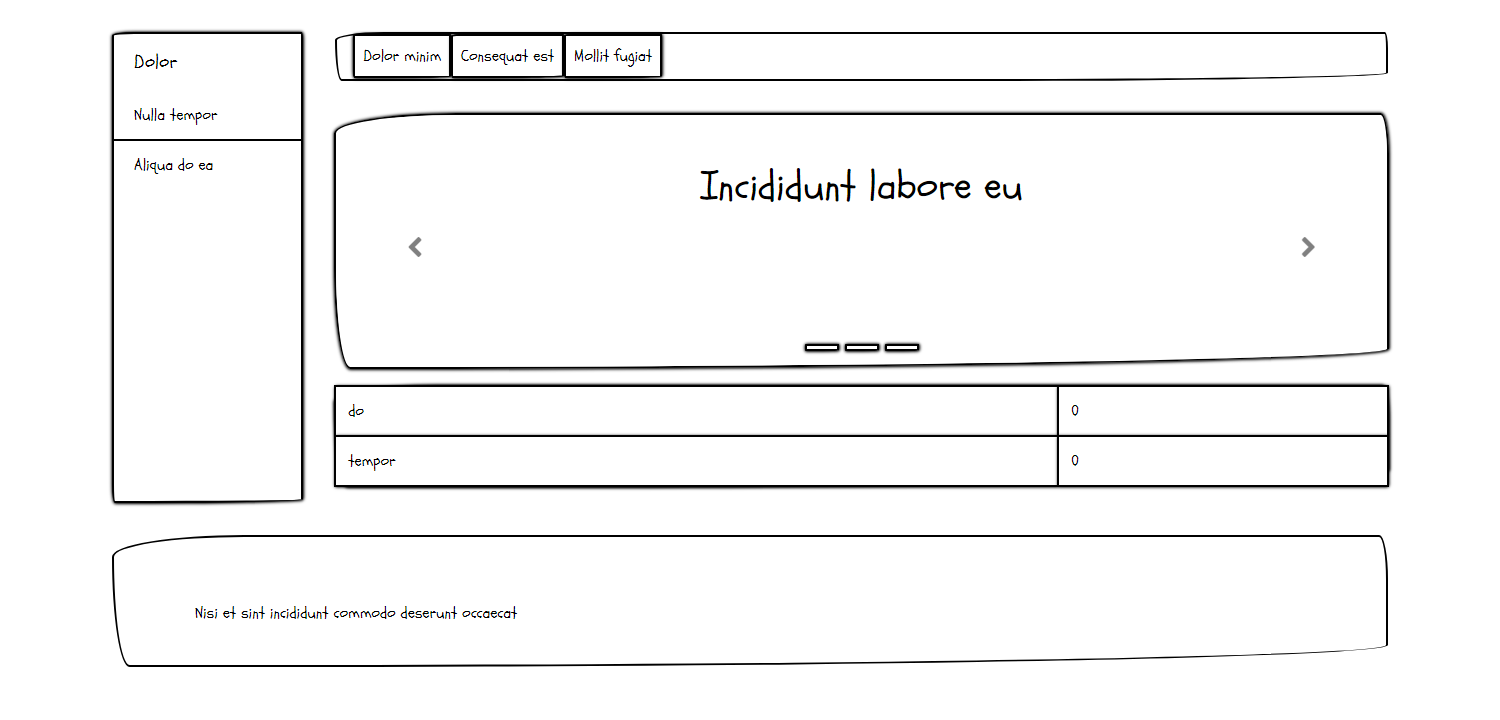 Dolor
Nulla tempor
Aliqua do ea
Dolor minim
Consequat est
Mollit fugiat
Incididunt labore eu
do
0
tempor
0
Nisi et sint incididunt commodo deserunt occaecat